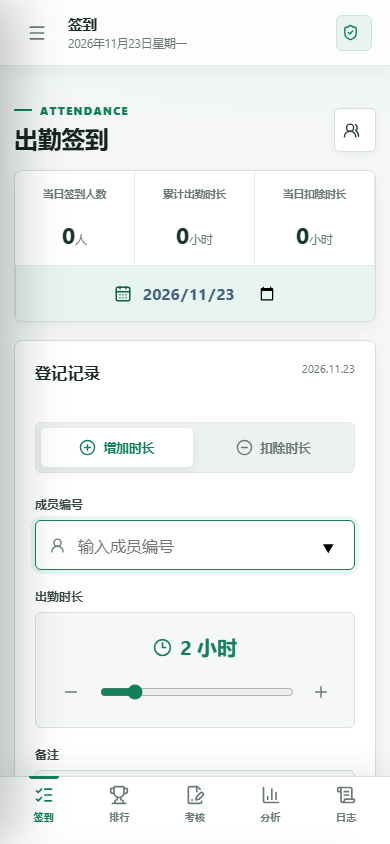 签到
2026年11月23日星期一
ATTENDANCE
出勤签到
当日签到人数
累计出勤时长
当日扣除时长
0人
0小时
0小时
2026/11/23
登记记录
2026.11.23
增加时长
扣除时长
成员编号
输入成员编号
出勤时长
2 小时
备注
签到
排行
考核
分析
日志